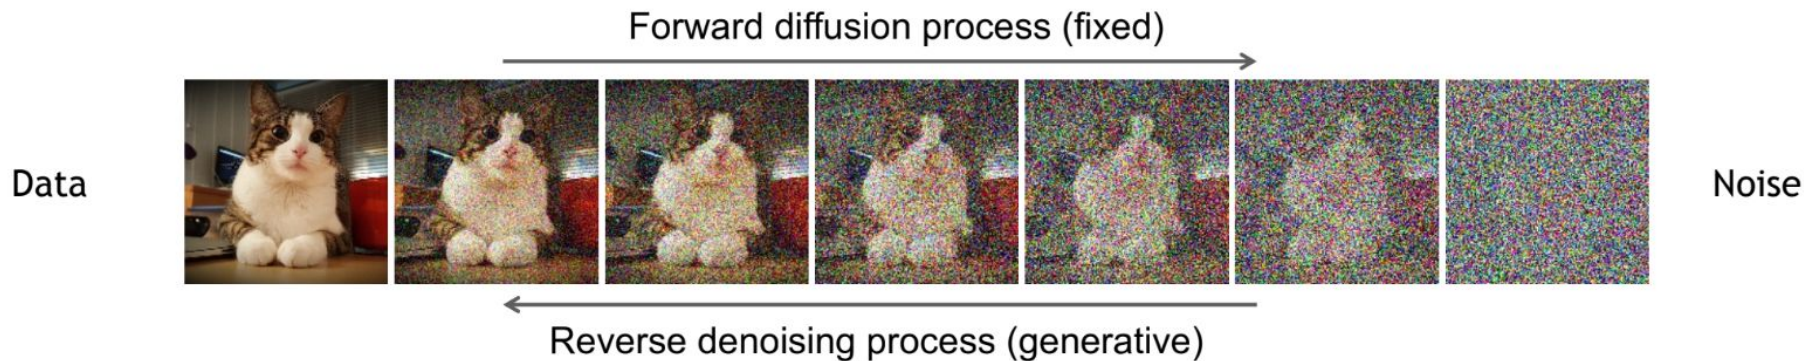 Forward diffusion process (fixed)
Data
Noise
Reverse denoising process (generative)